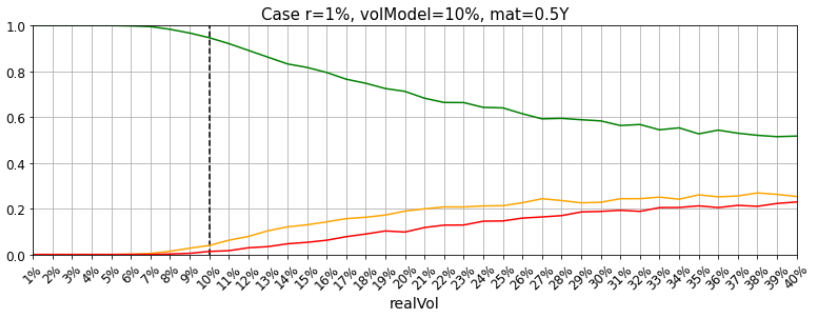 Case r=1%, volModel=10%, mat=0.5Y
1.0
0.8
0.6
0.4
0.2
0.0
1% 2% 3% 4% 5% 6% 7% 8% 9% 10% 11% 12% 13% 14% 15% 16% 17% 18% 19% 20% 21% 22% 23% 24% 25% 26% 27% 28% 29% 30% 31% 32% 33% 34% 35% 36% 37% 38% 39% 40%
realVol